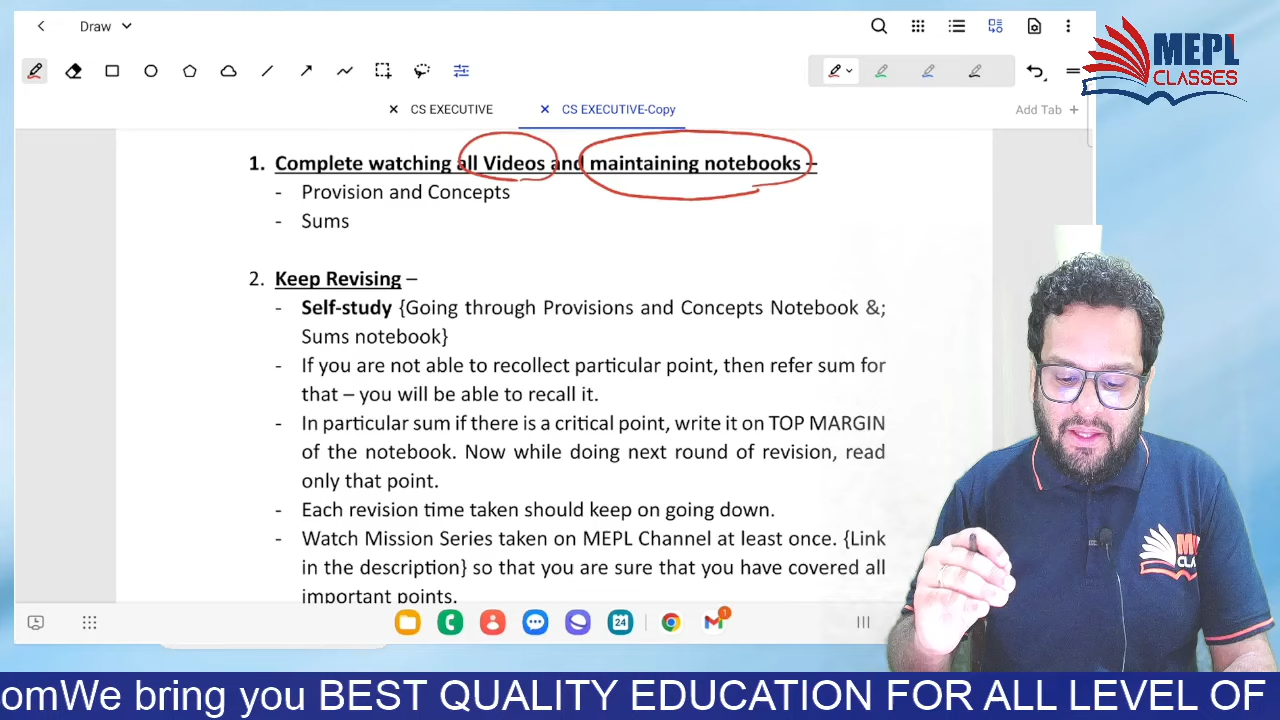 Draw
MEPL
CLASSES
CS EXECUTIVE
CS EXECUTIVE-Copy
Add Tab +
1. Complete watching all Videos and maintaining notebooks –
- Provision and Concepts
- Sums
2. Keep Revising –
- Self-study {Going through Provisions and Concepts Notebook &;
Sums notebook}
- If you are not able to recollect particular point, then refer sum for
that – you will be able to recall it.
- In particular sum if there is a critical point, write it on TOP MARGIN
of the notebook. Now while doing next round of revision, read
only that point.
- Each revision time taken should keep on going down.
- Watch Mission Series taken on MEPL Channel at least once. {Link
in the description} so that you are sure that you have covered all
important points.
24
1
omWe bring you BEST QUALITY EDUCATION FOR ALL LEVEL OF